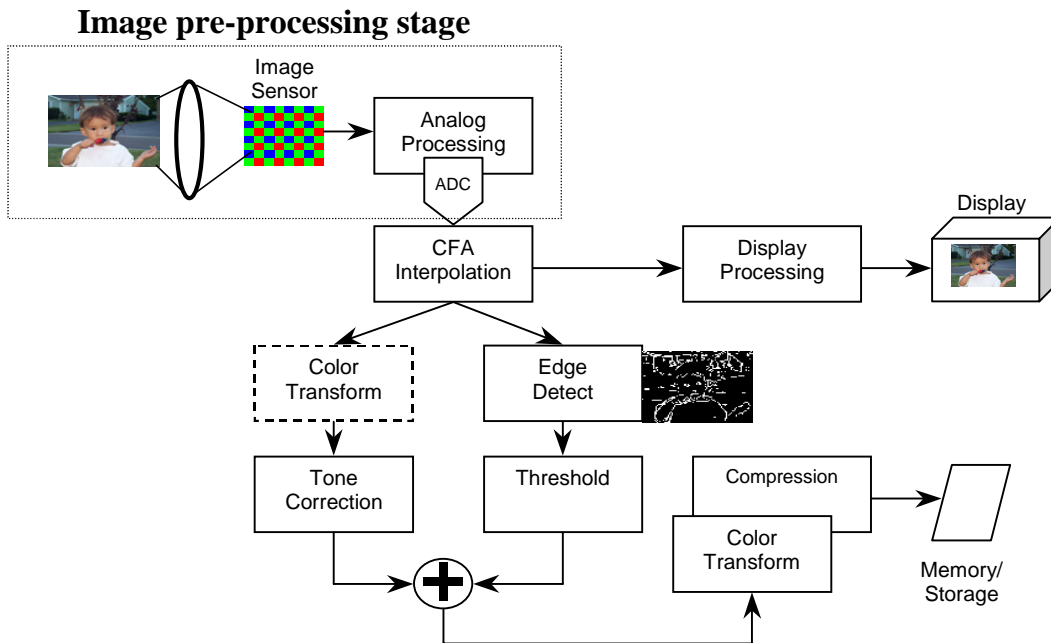 Image pre-processing stage
Image
Sensor
Analog
Processing
ADC
CFA
Interpolation
Display
Processing
Display
Color
Transform
Edge
Detect
Tone
Correction
Threshold
Compression
Color
Transform
Memory/
Storage